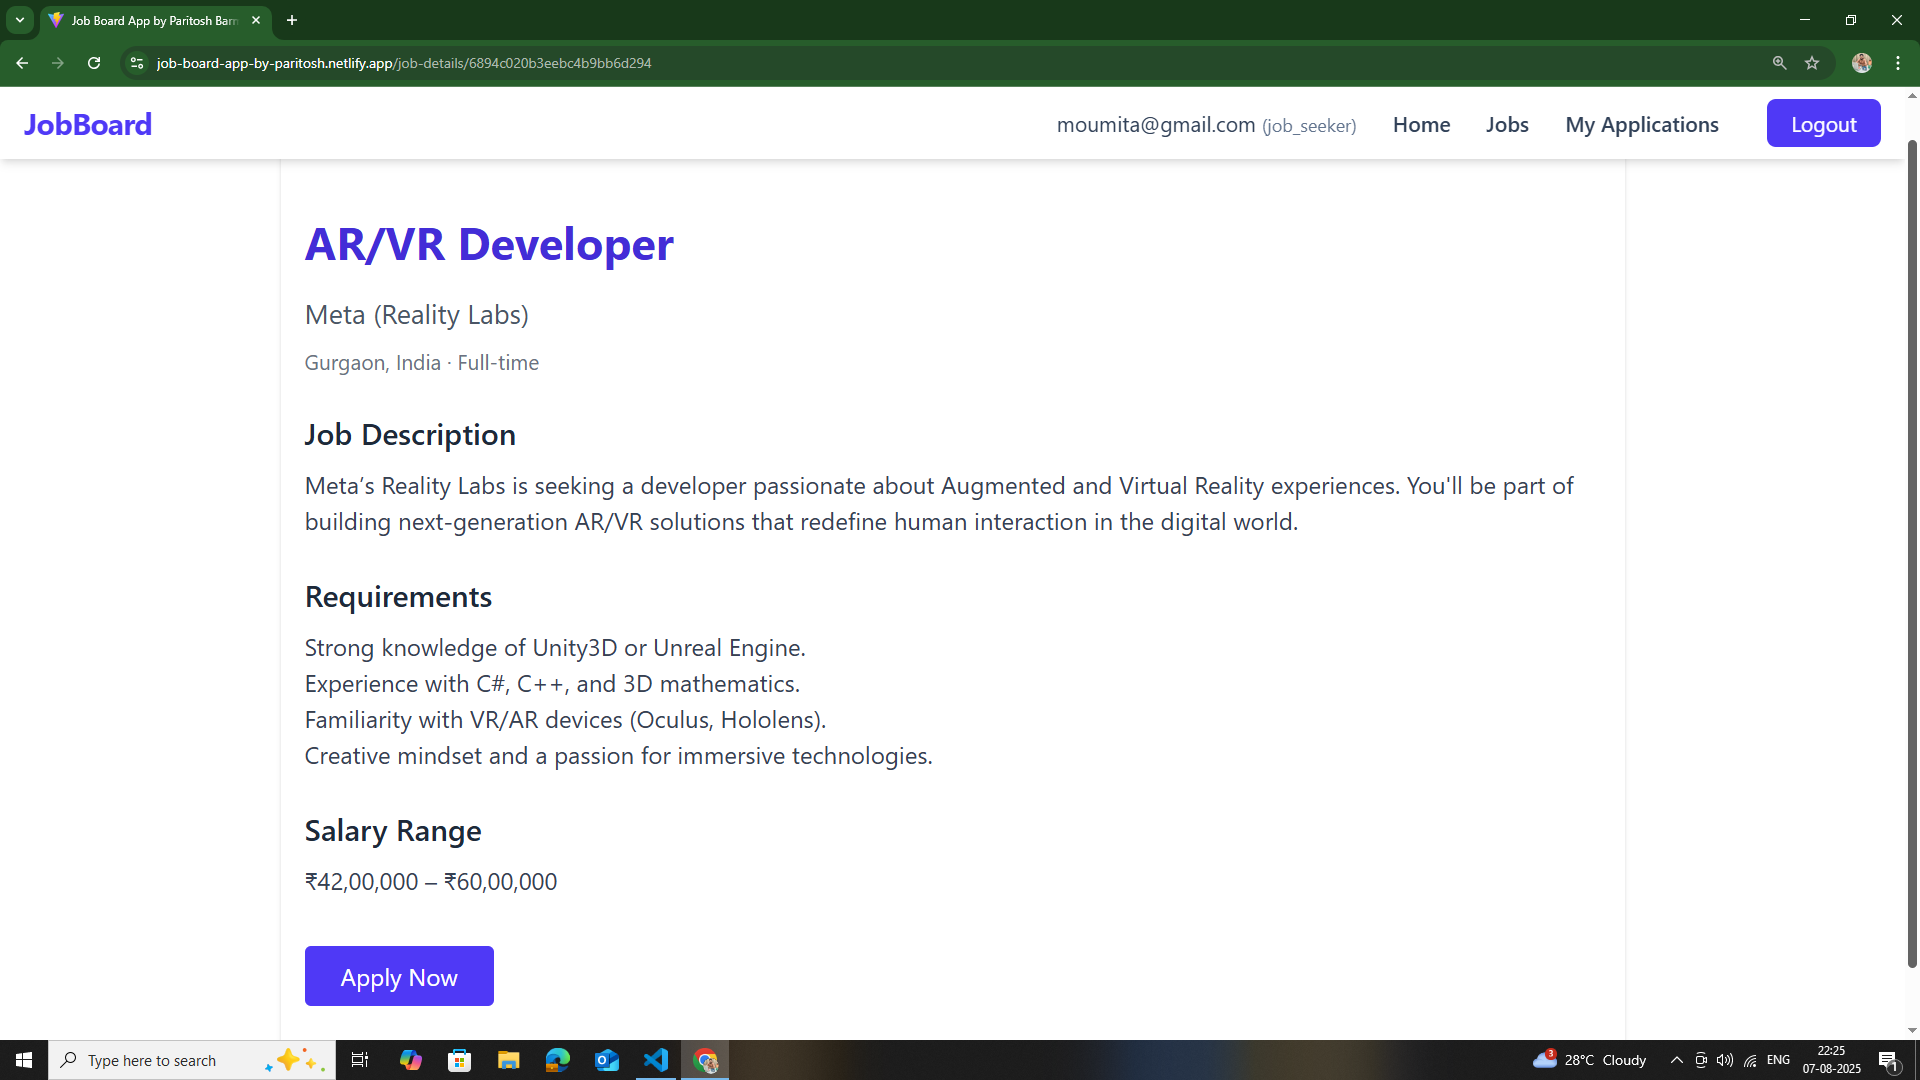 Job Board App by Paritosh Barn
job-board-app-by-paritosh.netlify.app/job-details/6894c020b3eebc4b9bb6d294
JobBoard
moumita@gmail.com (job_seeker)
Home
Jobs
My Applications
Logout
AR/VR Developer
Meta (Reality Labs)
Gurgaon, India · Full-time
Job Description
Meta’s Reality Labs is seeking a developer passionate about Augmented and Virtual Reality experiences. You'll be part of
building next-generation AR/VR solutions that redefine human interaction in the digital world.
Requirements
Strong knowledge of Unity3D or Unreal Engine.
Experience with C#, C++, and 3D mathematics.
Familiarity with VR/AR devices (Oculus, Hololens).
Creative mindset and a passion for immersive technologies.
Salary Range
₹42,00,000 – ₹60,00,000
Apply Now
Type here to search
3
28°C Cloudy
ENG
22:25
07-08-2025
1